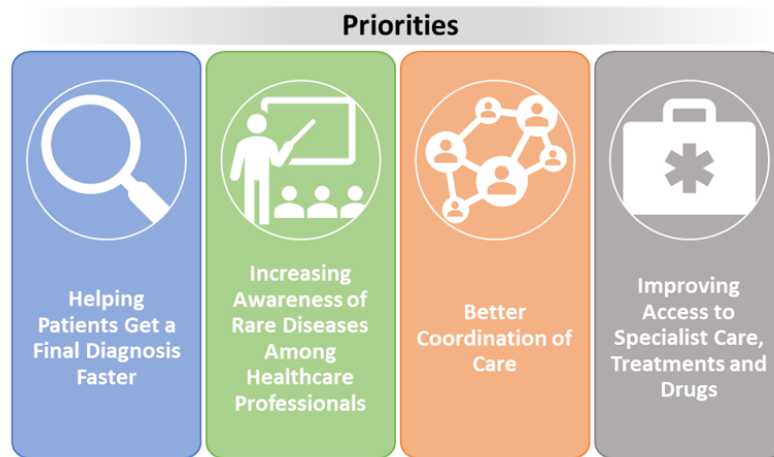 Priorities
Helping
Patients Get a
Final Diagnosis
Faster
Increasing
Awareness of
Rare Diseases
Among
Healthcare
Professionals
Better
Coordination of
Care
Improving
Access to
Specialist Care,
Treatments and
Drugs